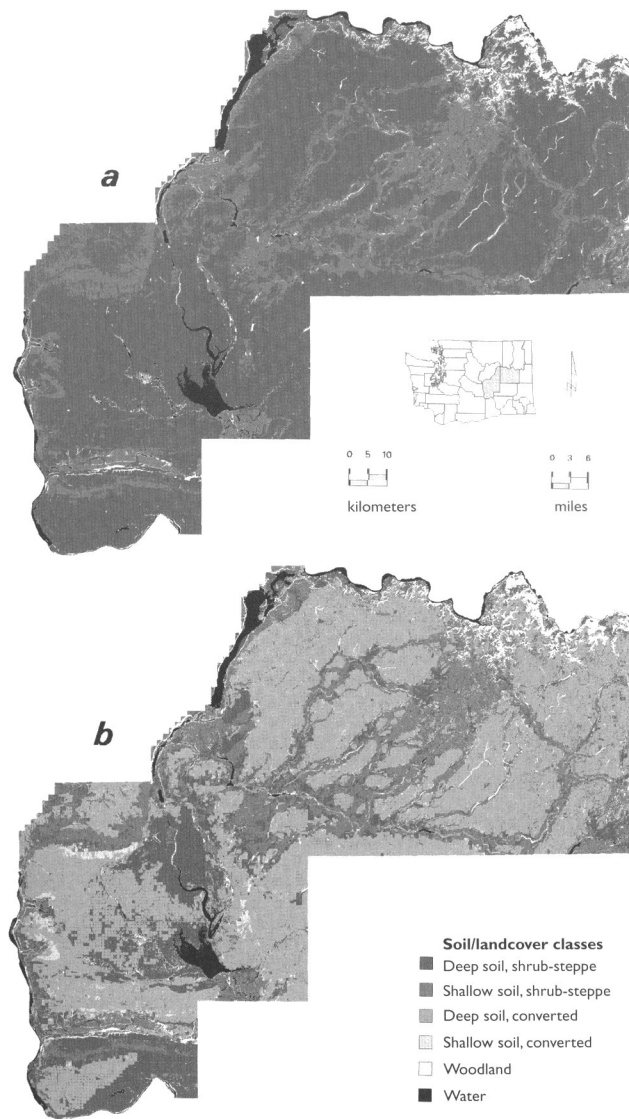 a
0 5 10
kilometers
0 3 6
miles
b
Soil/landcover classes
Deep soil, shrub-steppe
Shallow soil, shrub-steppe
Deep soil, converted
Shallow soil, converted
Woodland
Water